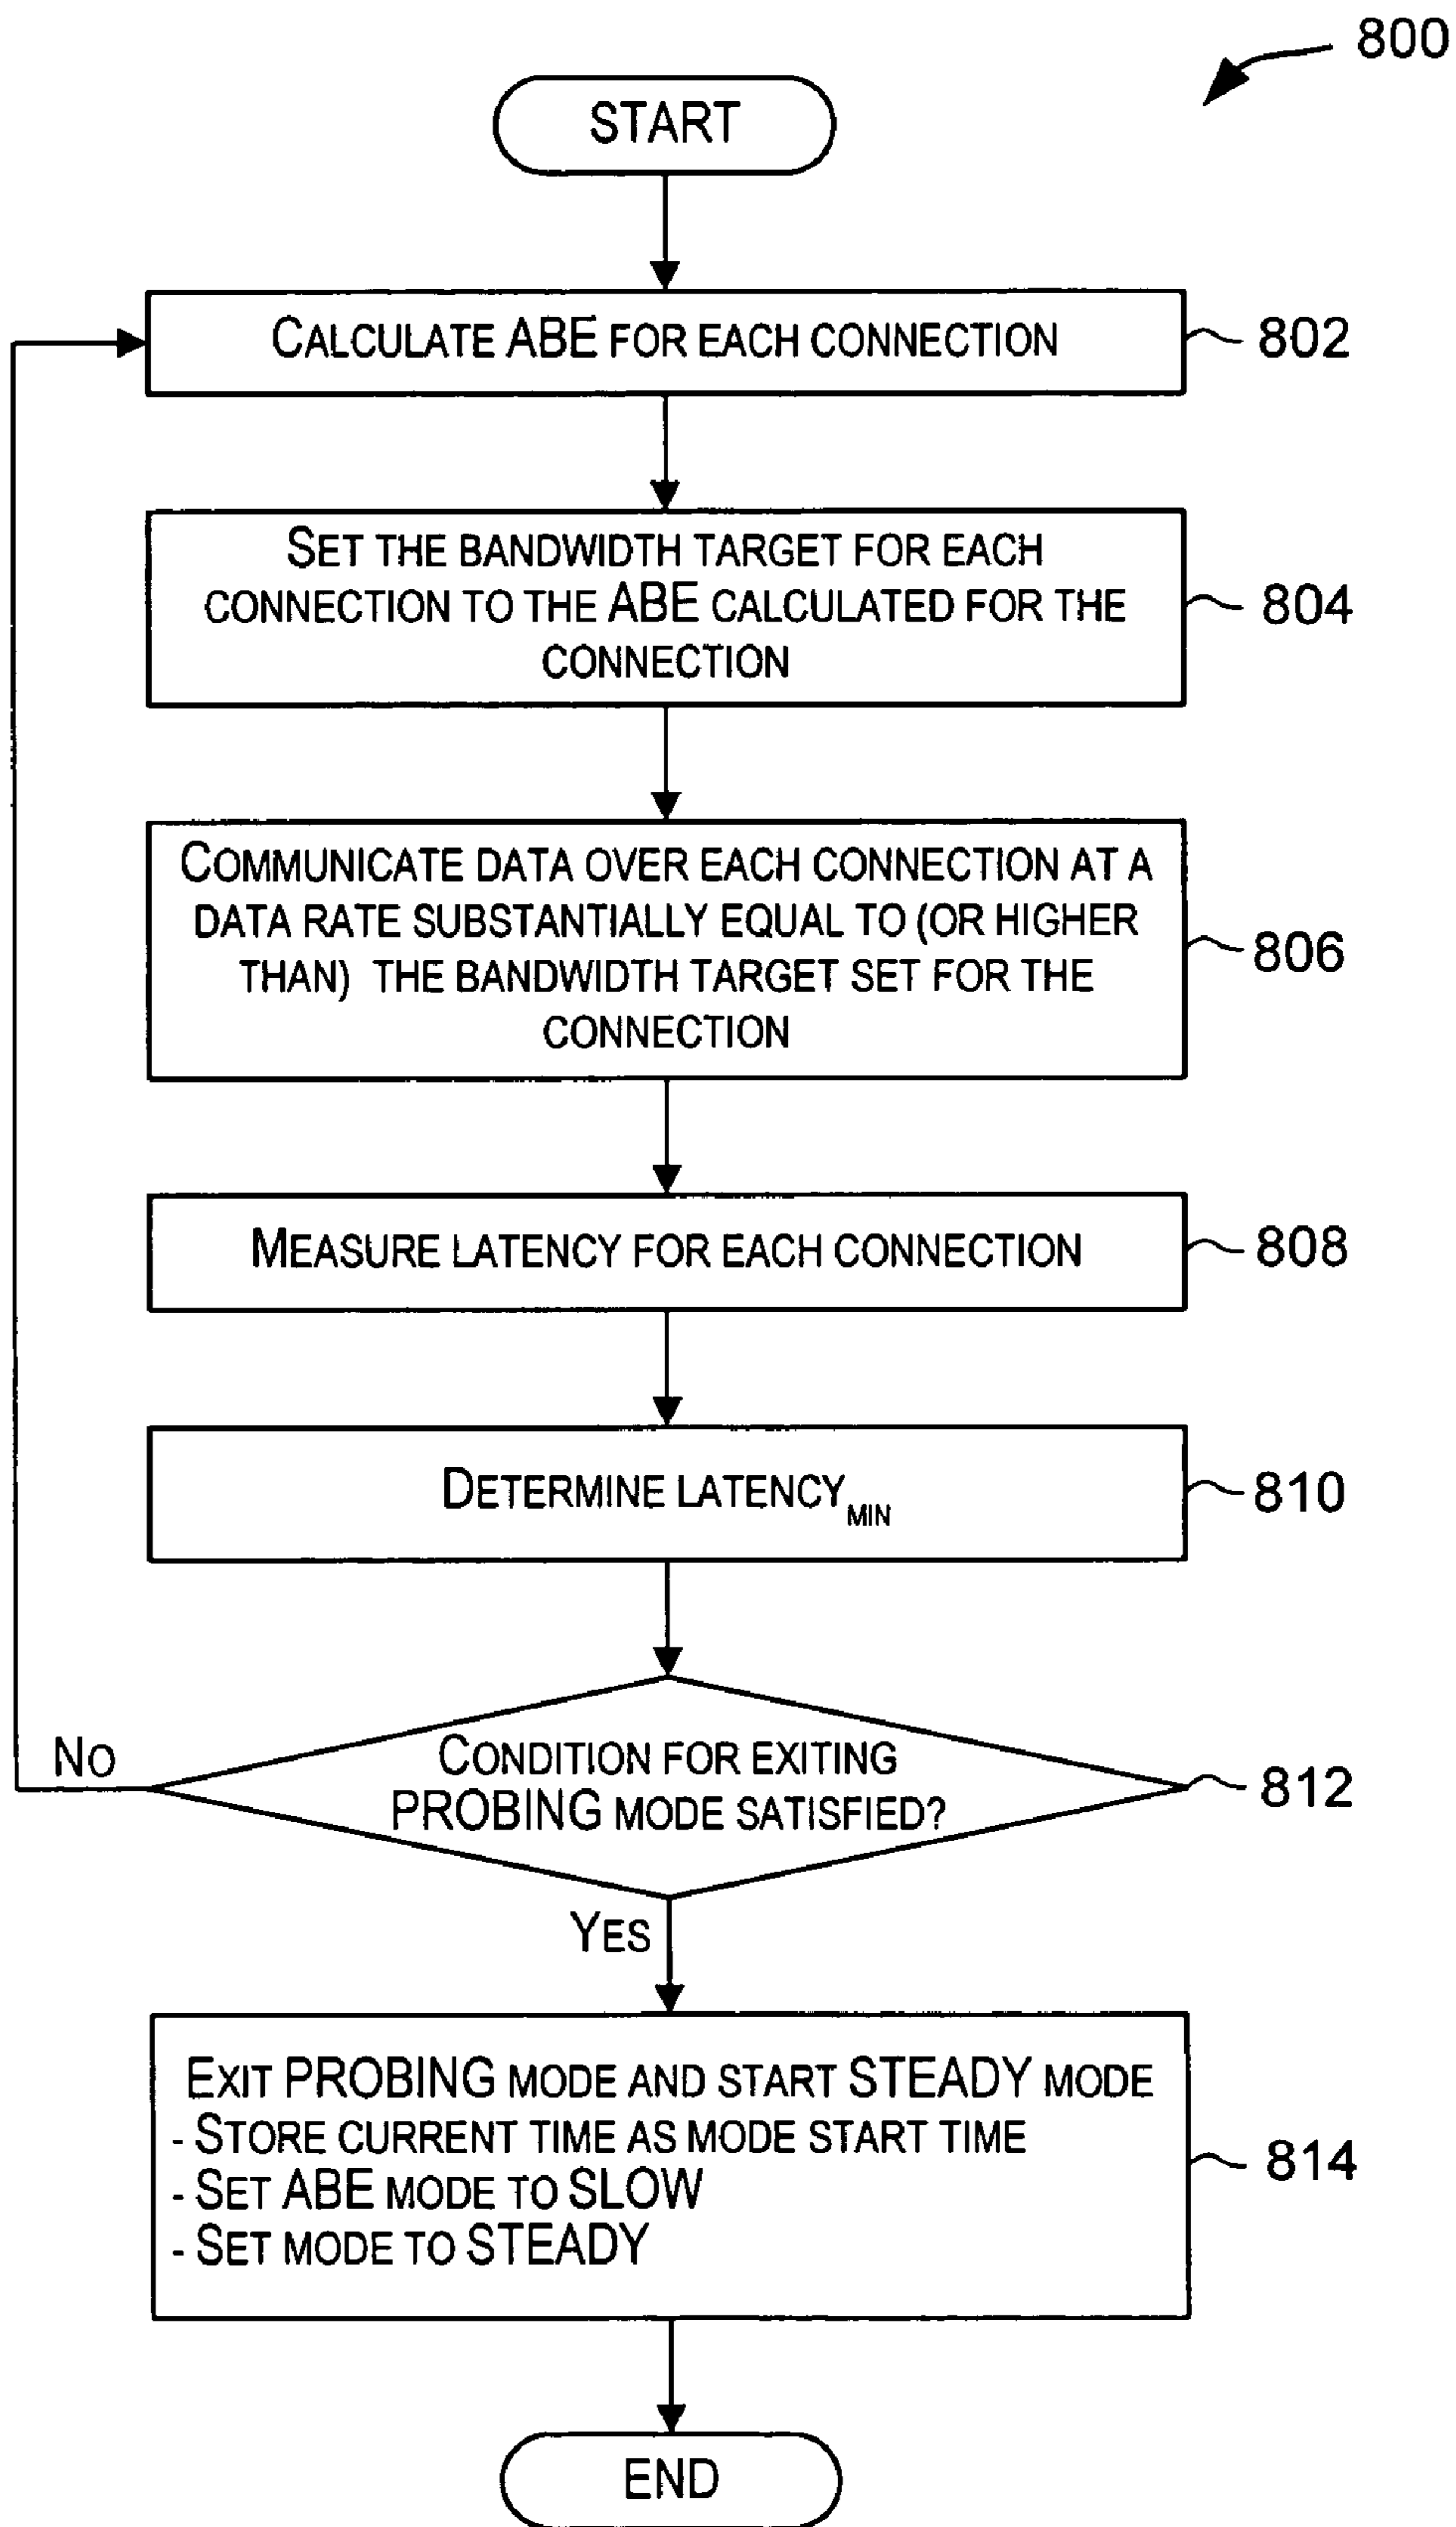 800
START
CALCULATE ABE FOR EACH CONNECTION
802
SET THE BANDWIDTH TARGET FOR EACH
CONNECTION TO THE ABE CALCULATED FOR THE
CONNECTION
804
COMMUNICATE DATA OVER EACH CONNECTION AT A
DATA RATE SUBSTANTIALLY EQUAL TO (OR HIGHER
THAN) THE BANDWIDTH TARGET SET FOR THE
CONNECTION
806
MEASURE LATENCY FOR EACH CONNECTION
808
DETERMINE LATENCY MIN
810
CONDITION FOR EXITING
PROBING MODE SATISFIED?
812
NO
YES
EXIT PROBING MODE AND START STEADY MODE
- STORE CURRENT TIME AS MODE START TIME
- SET ABE MODE TO SLOW
- SET MODE TO STEADY
814
END